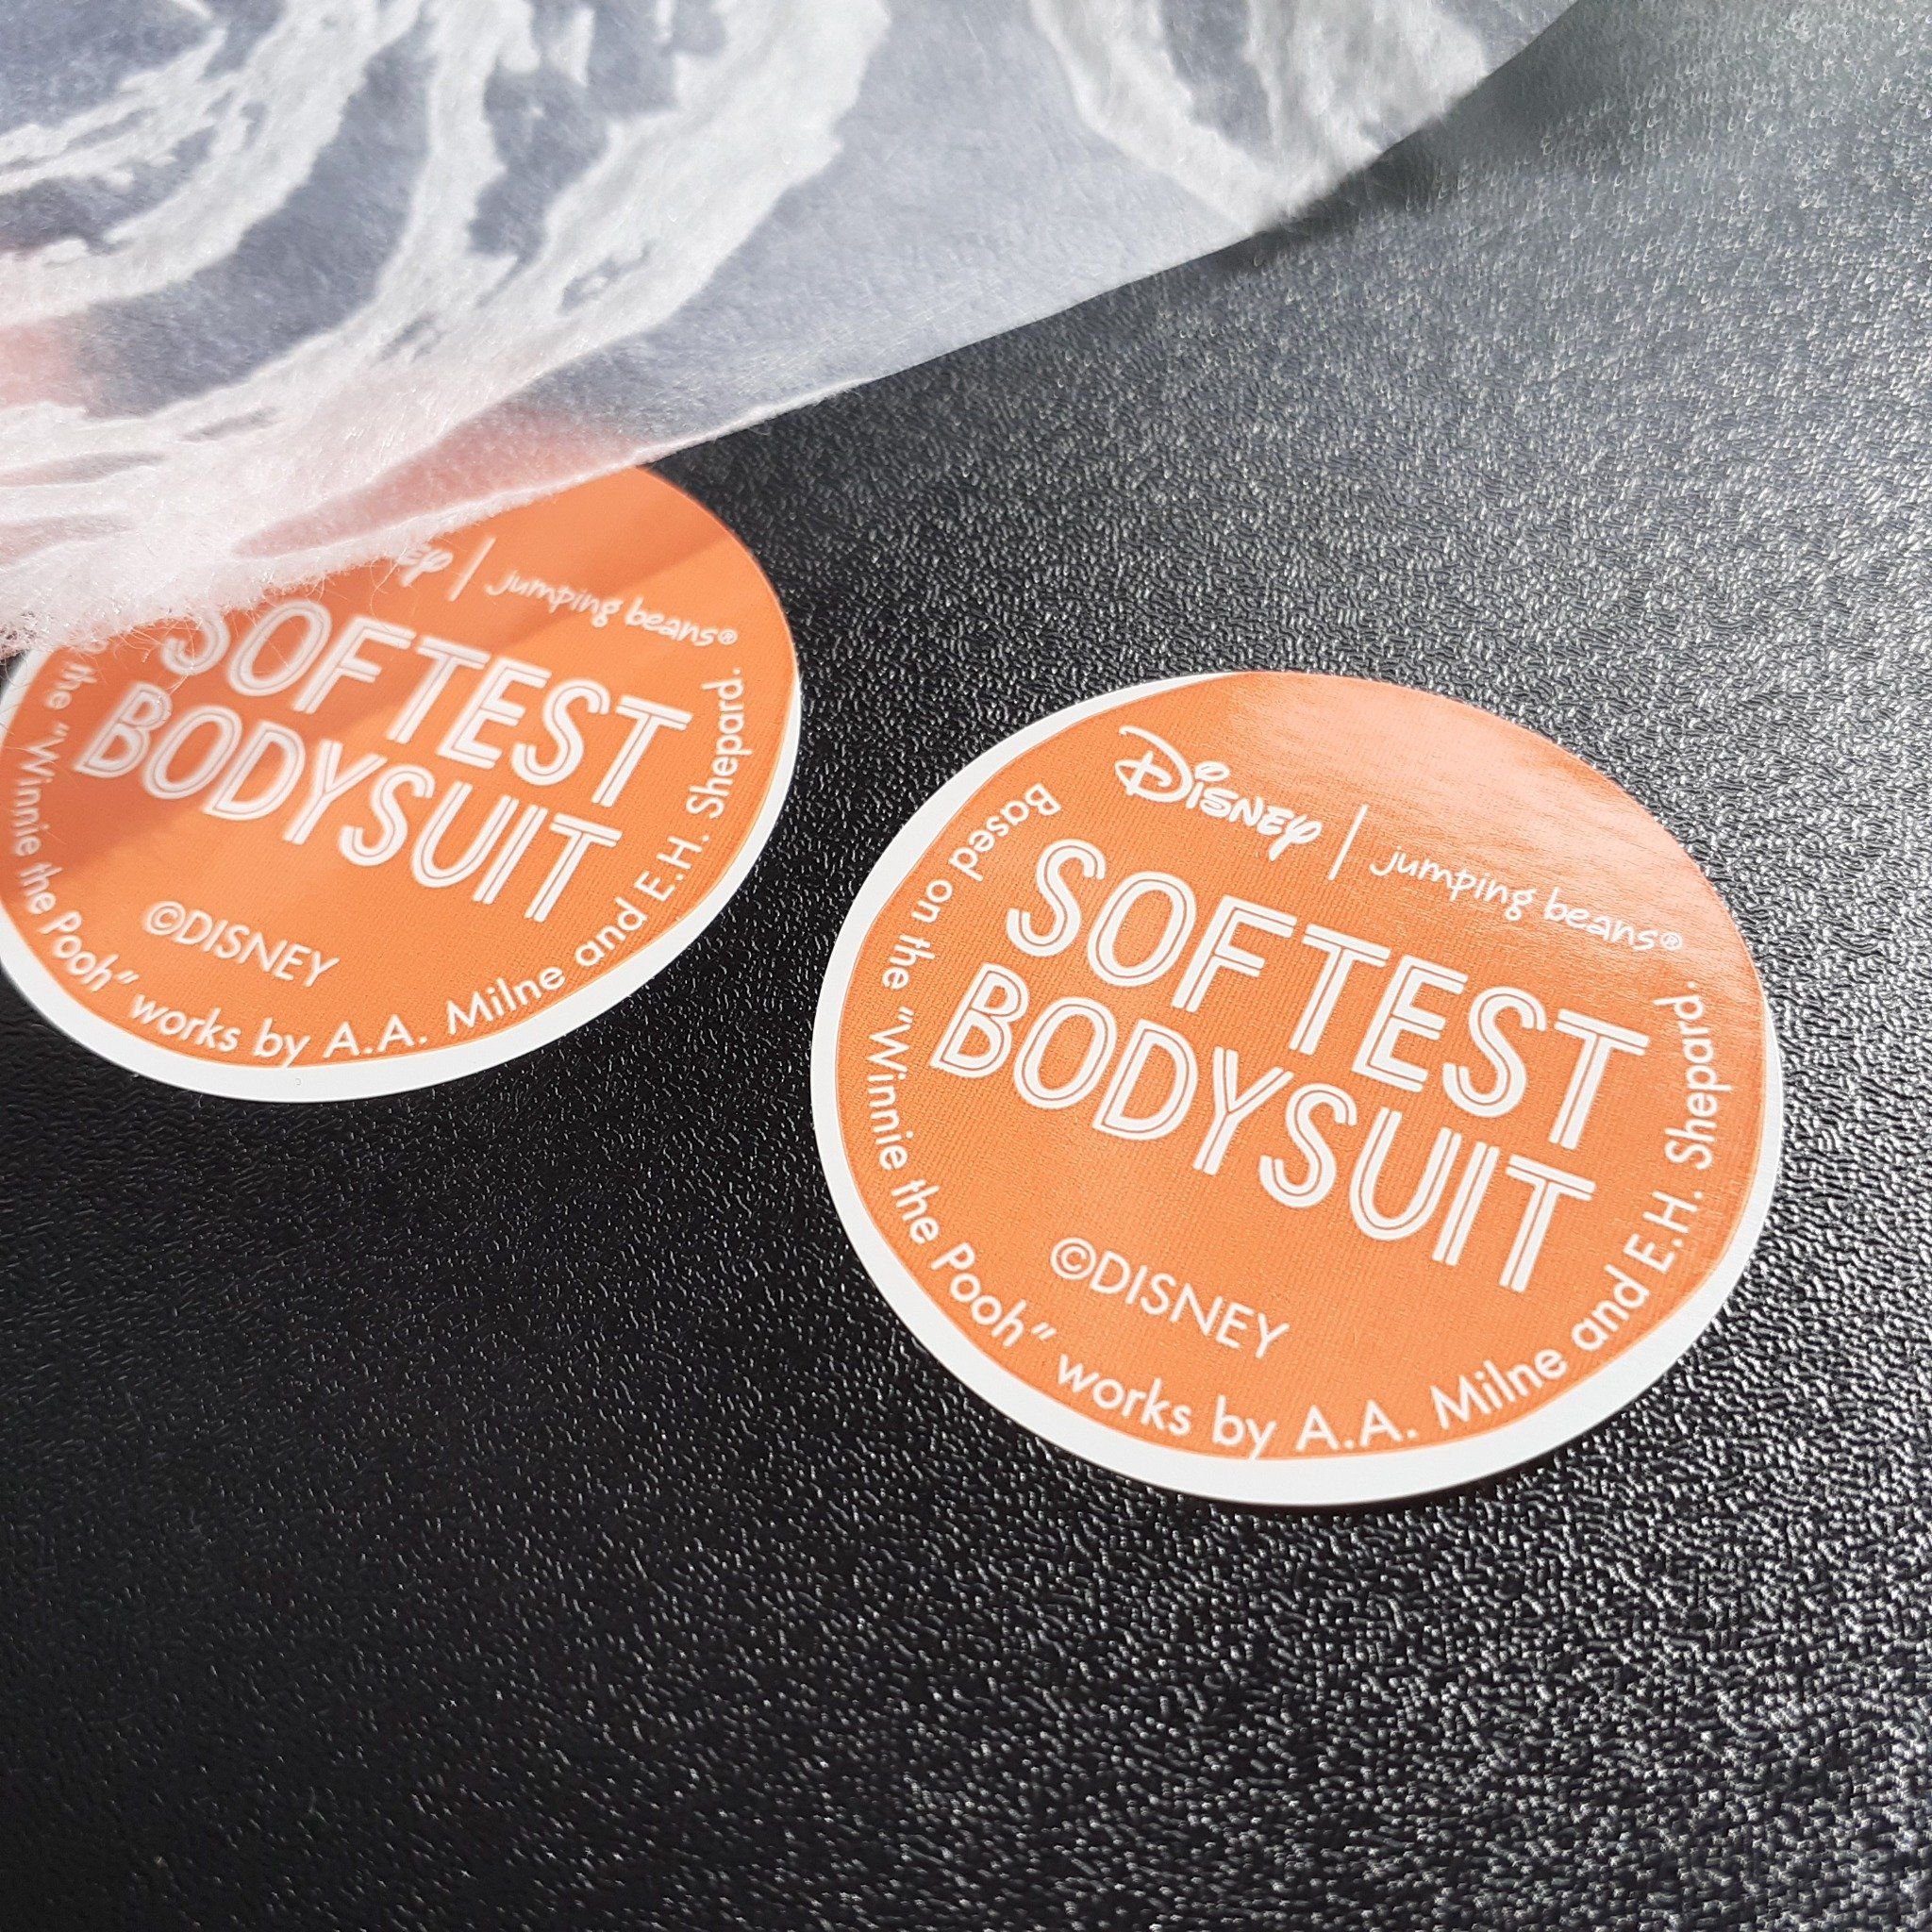 jumping beans®
SOFTEST
BODYSUIT
©DISNEY
the "Winnie the Pooh" works by A.A. Milne and E.H. Shepard.
Disney | jumping beans®
SOFTEST
BODYSUIT
©DISNEY
Based on the "Winnie the Pooh" works by A.A. Milne and E.H. Shepard.